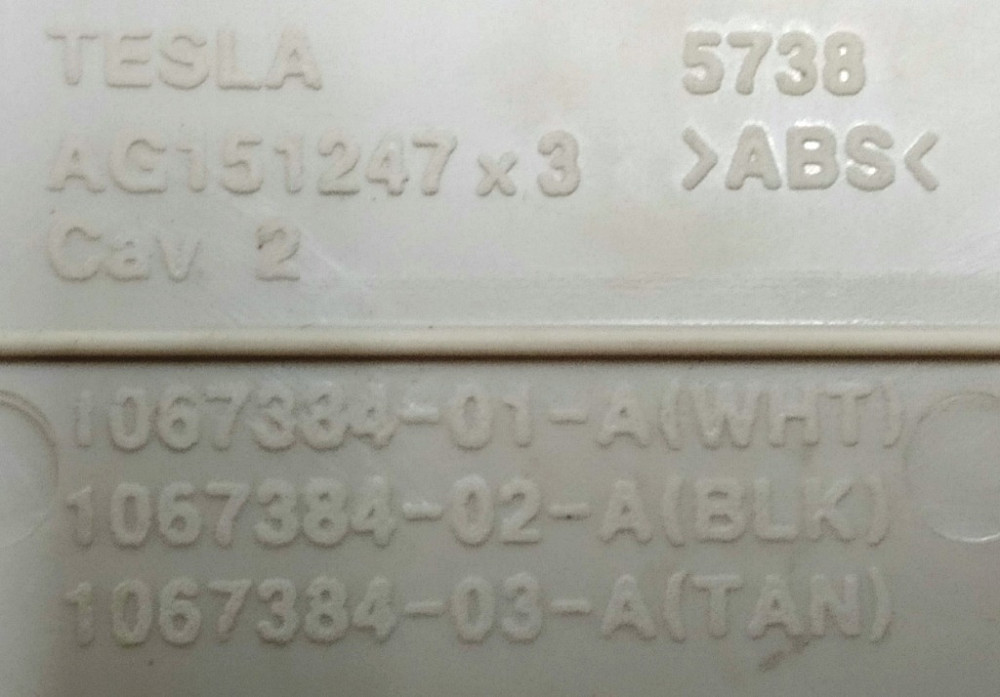 TESLA 5738
AG151247 x 3 >ABS<
Cav 2
1067384-01-A(WHT)
1067384-02-A(BLK)
1067384-03-A(TAN)